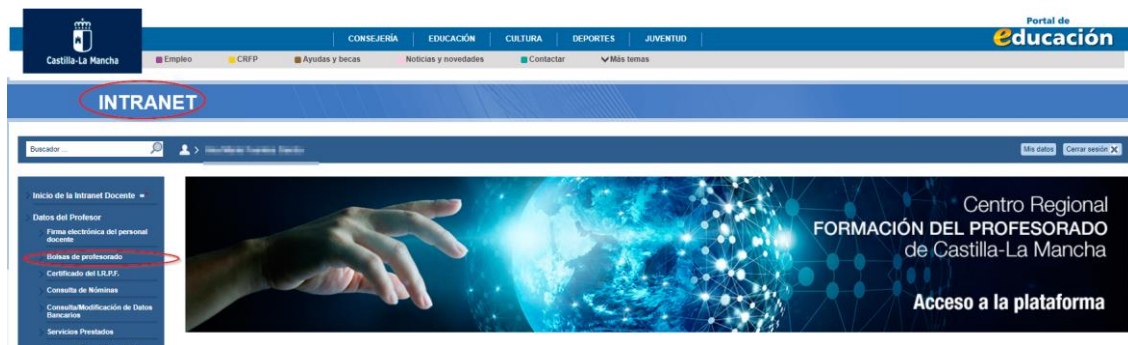 Portal de
educación
Castilla-La Mancha
CONSEJERÍA
EDUCACIÓN
CULTURA
DEPORTES
JUVENTUD
Empleo
CRFP
Ayudas y becas
Noticias y novedades
Contactar
Más temas
INTRANET
Buscador ...
Mis datos
Cerrar sesión X
Inicio de la Intranet Docente
Datos del Profesor
Firma electrónica del personal
docente
Bolsas de profesorado
Certificado del I.R.P.F.
Consulta de Nóminas
Consulta/Modificación de Datos
Bancarios
Servicios Prestados
Centro Regional
FORMACIÓN DEL PROFESORADO
de Castilla-La Mancha
Acceso a la plataforma